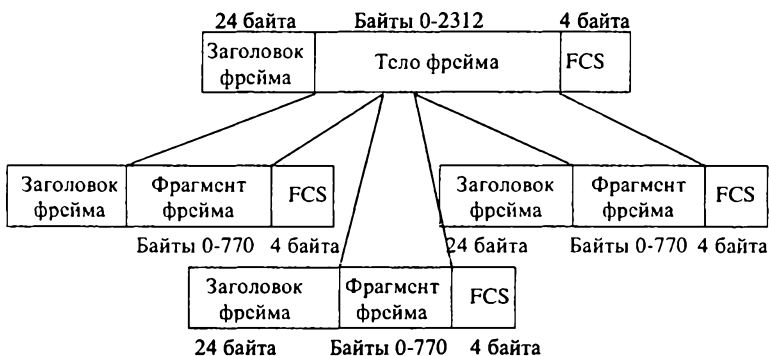 24 байта Байты 0-2312 4 байта
Заголовок фрейма Тело фрейма FCS
Заголовок фрейма Фрагмент фрейма FCS Заголовок фрейма Фрагмент фрейма FCS
Байты 0-770 4 байта 24 байта Байты 0-770 4 байта
Заголовок фрейма Фрагмент фрейма FCS
24 байта Байты 0-770 4 байта